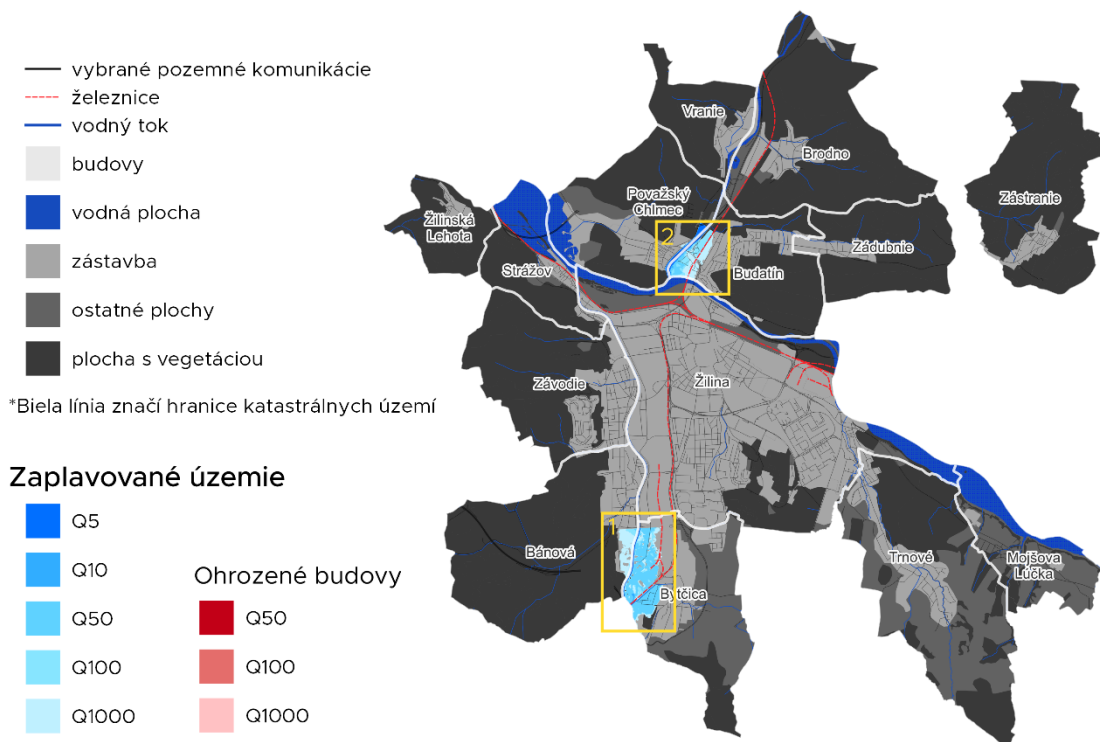 vybrané pozemné komunikácie
železnice
vodný tok
budovy
vodná plocha
zástavba
ostatné plochy
plocha s vegetáciou
*Biela línia značí hranice katastrálnych území
Zaplavované územie
Q5
Q10
Q50
Q100
Q1000
Ohrozené budovy
Q50
Q100
Q1000
Vranie
Brodno
Považský
Chlmec
Zástranie
Žilinská
Lehota
2
Zádubnie
Strážov
Budatín
Závodie
Žilina
1
Bánová
Bytčica
Trnové
Mojšova
Lúčka